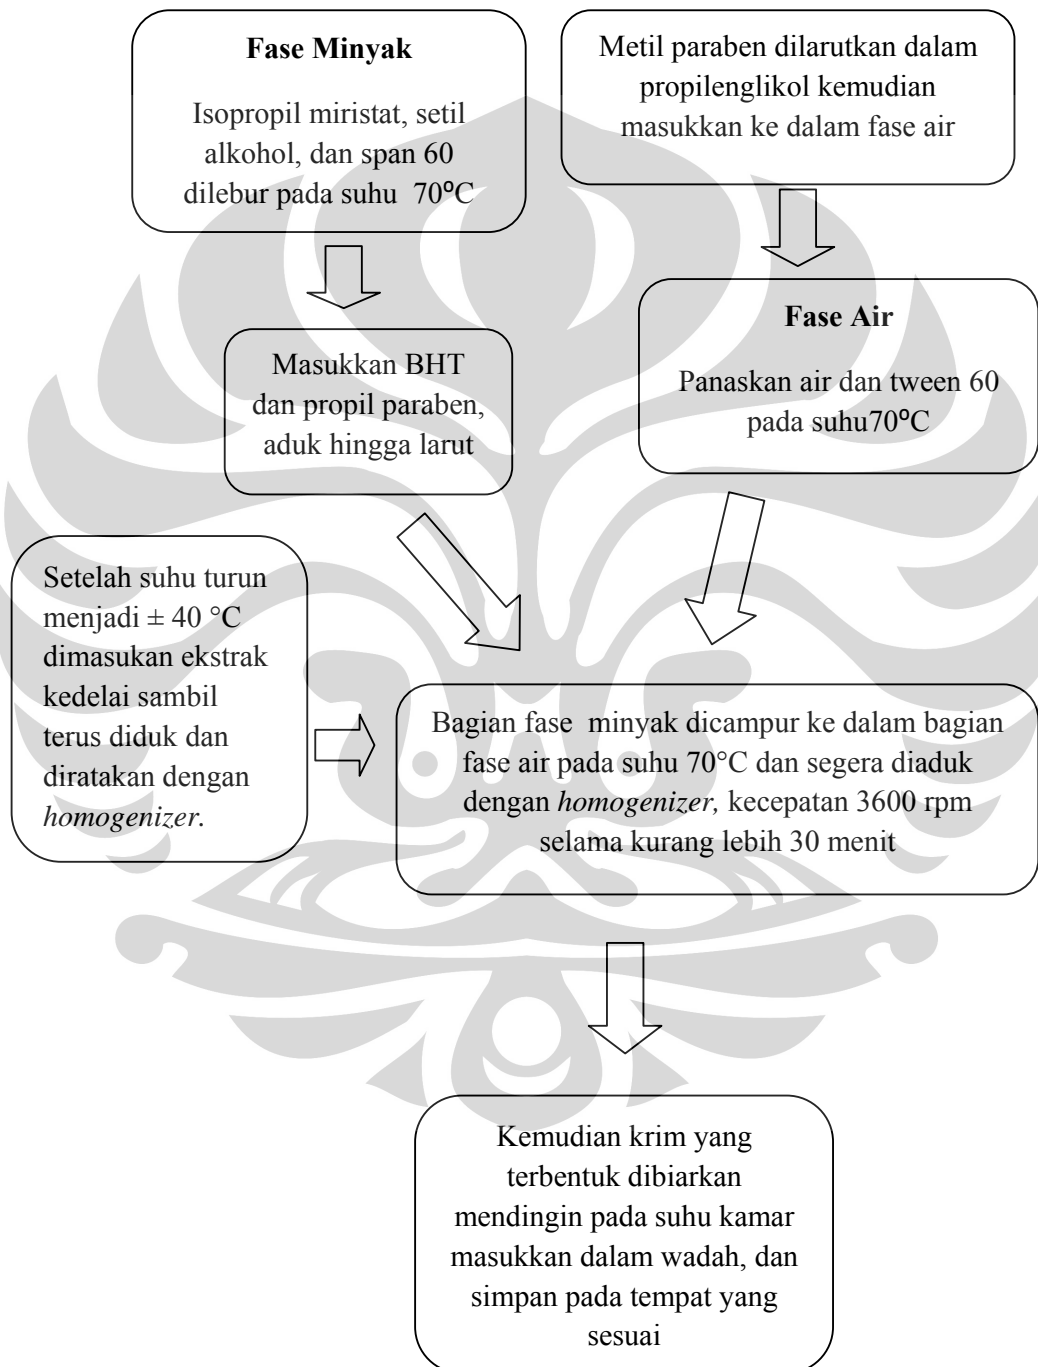 Fase Minyak
Isopropil miristat, setil
alkohol, dan span 60
dilebur pada suhu  70⁰C
Metil paraben dilarutkan dalam
propilenglikol kemudian
masukkan ke dalam fase air
Masukkan BHT
dan propil paraben,
aduk hingga larut
Fase Air
Panaskan air dan tween 60
pada suhu70⁰C
Setelah suhu turun
menjadi ± 40 °C
dimasukan ekstrak
kedelai sambil
terus diduk dan
diratakan dengan
homogenizer.
Bagian fase  minyak dicampur ke dalam bagian
fase air pada suhu 70°C dan segera diaduk
dengan homogenizer, kecepatan 3600 rpm
selama kurang lebih 30 menit
Kemudian krim yang
terbentuk dibiarkan
mendingin pada suhu kamar
masukkan dalam wadah, dan
simpan pada tempat yang
sesuai